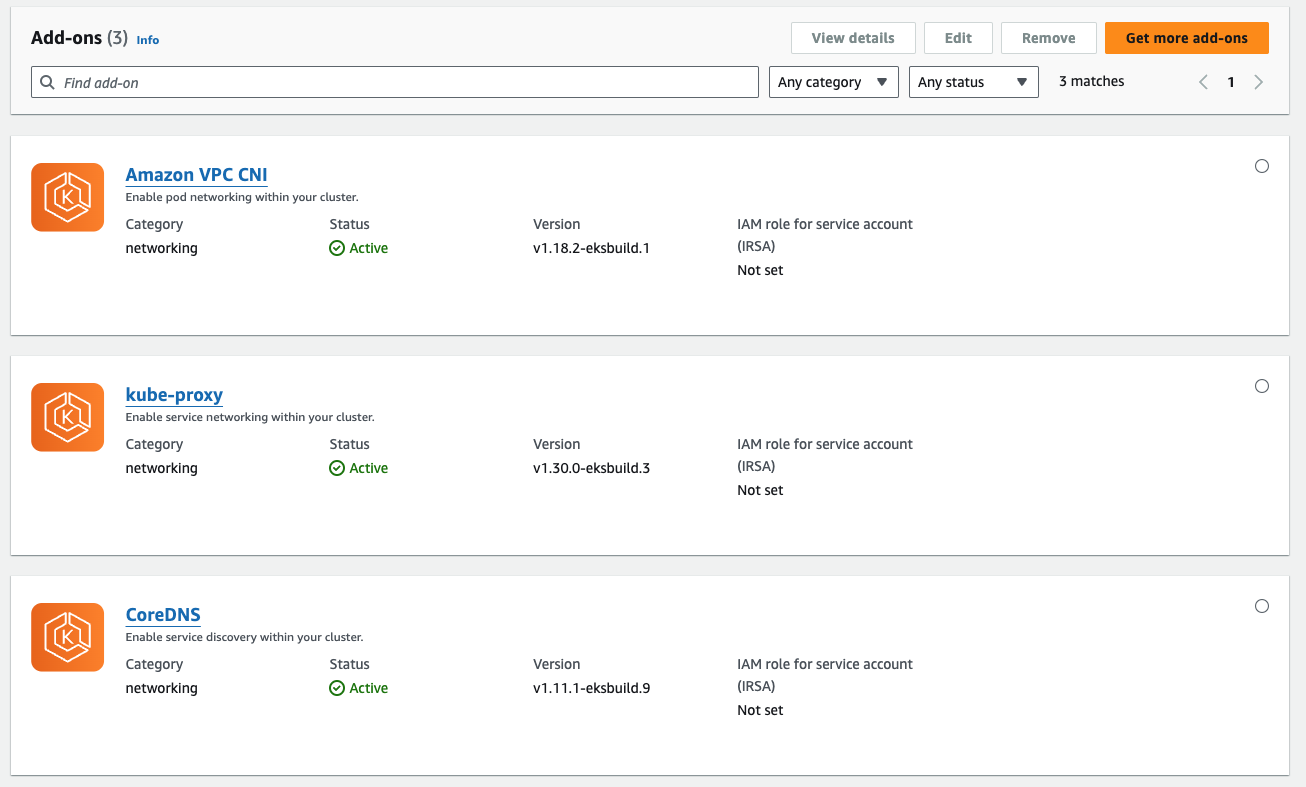 Add-ons (3) Info
View details Edit Remove Get more add-ons
Find add-on Any category Any status 3 matches 1
Amazon VPC CNI
Enable pod networking within your cluster.
Category Status Version IAM role for service account
(IRSA)
networking Active v1.18.2-eksbuild.1
Not set
kube-proxy
Enable service networking within your cluster.
Category Status Version IAM role for service account
(IRSA)
networking Active v1.30.0-eksbuild.3
Not set
CoreDNS
Enable service discovery within your cluster.
Category Status Version IAM role for service account
(IRSA)
networking Active v1.11.1-eksbuild.9
Not set